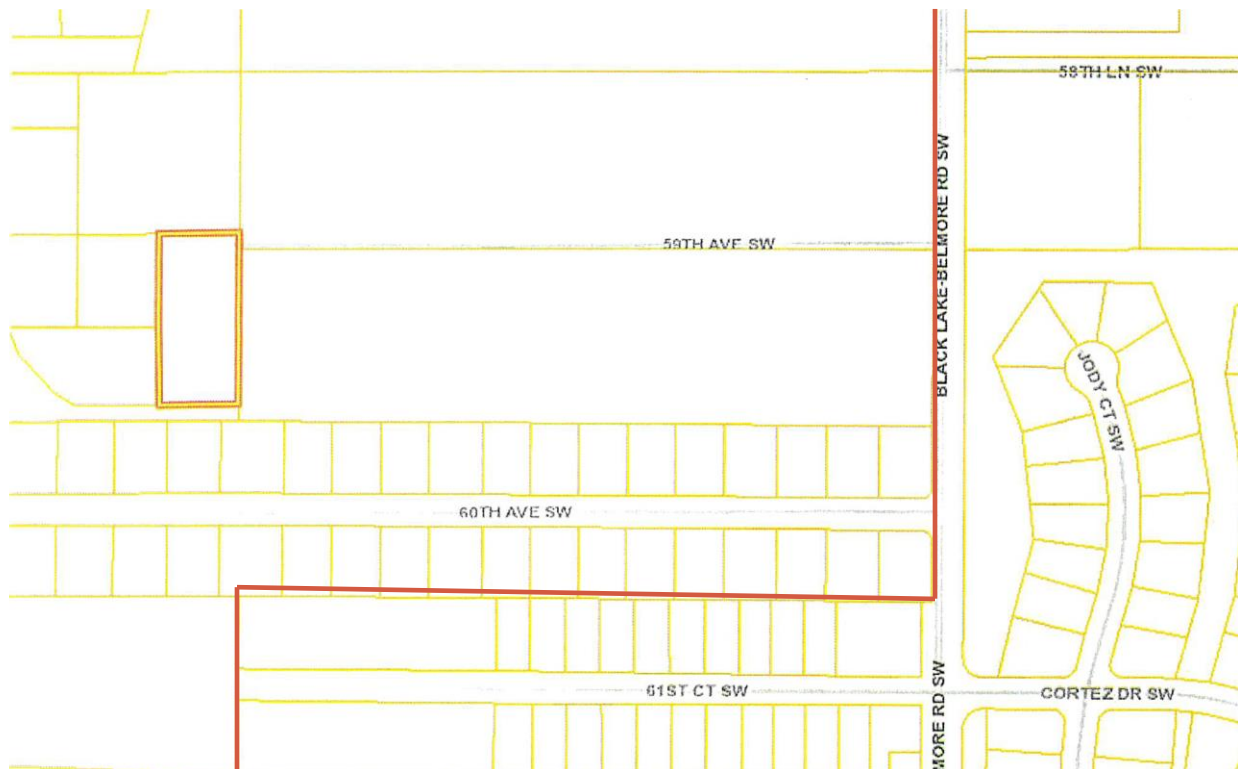 58TH LN SW
BLACK LAKE-BELMORE RD SW
59TH AVE SW
JODY CT SW
60TH AVE SW
61ST CT SW
MORE RD SW
CORTEZ DR SW